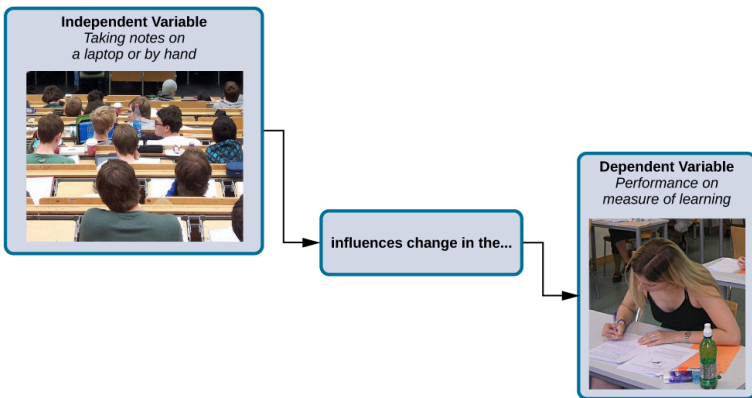 Independent Variable
Taking notes on
a laptop or by hand
influences change in the...
Dependent Variable
Performance on
measure of learning